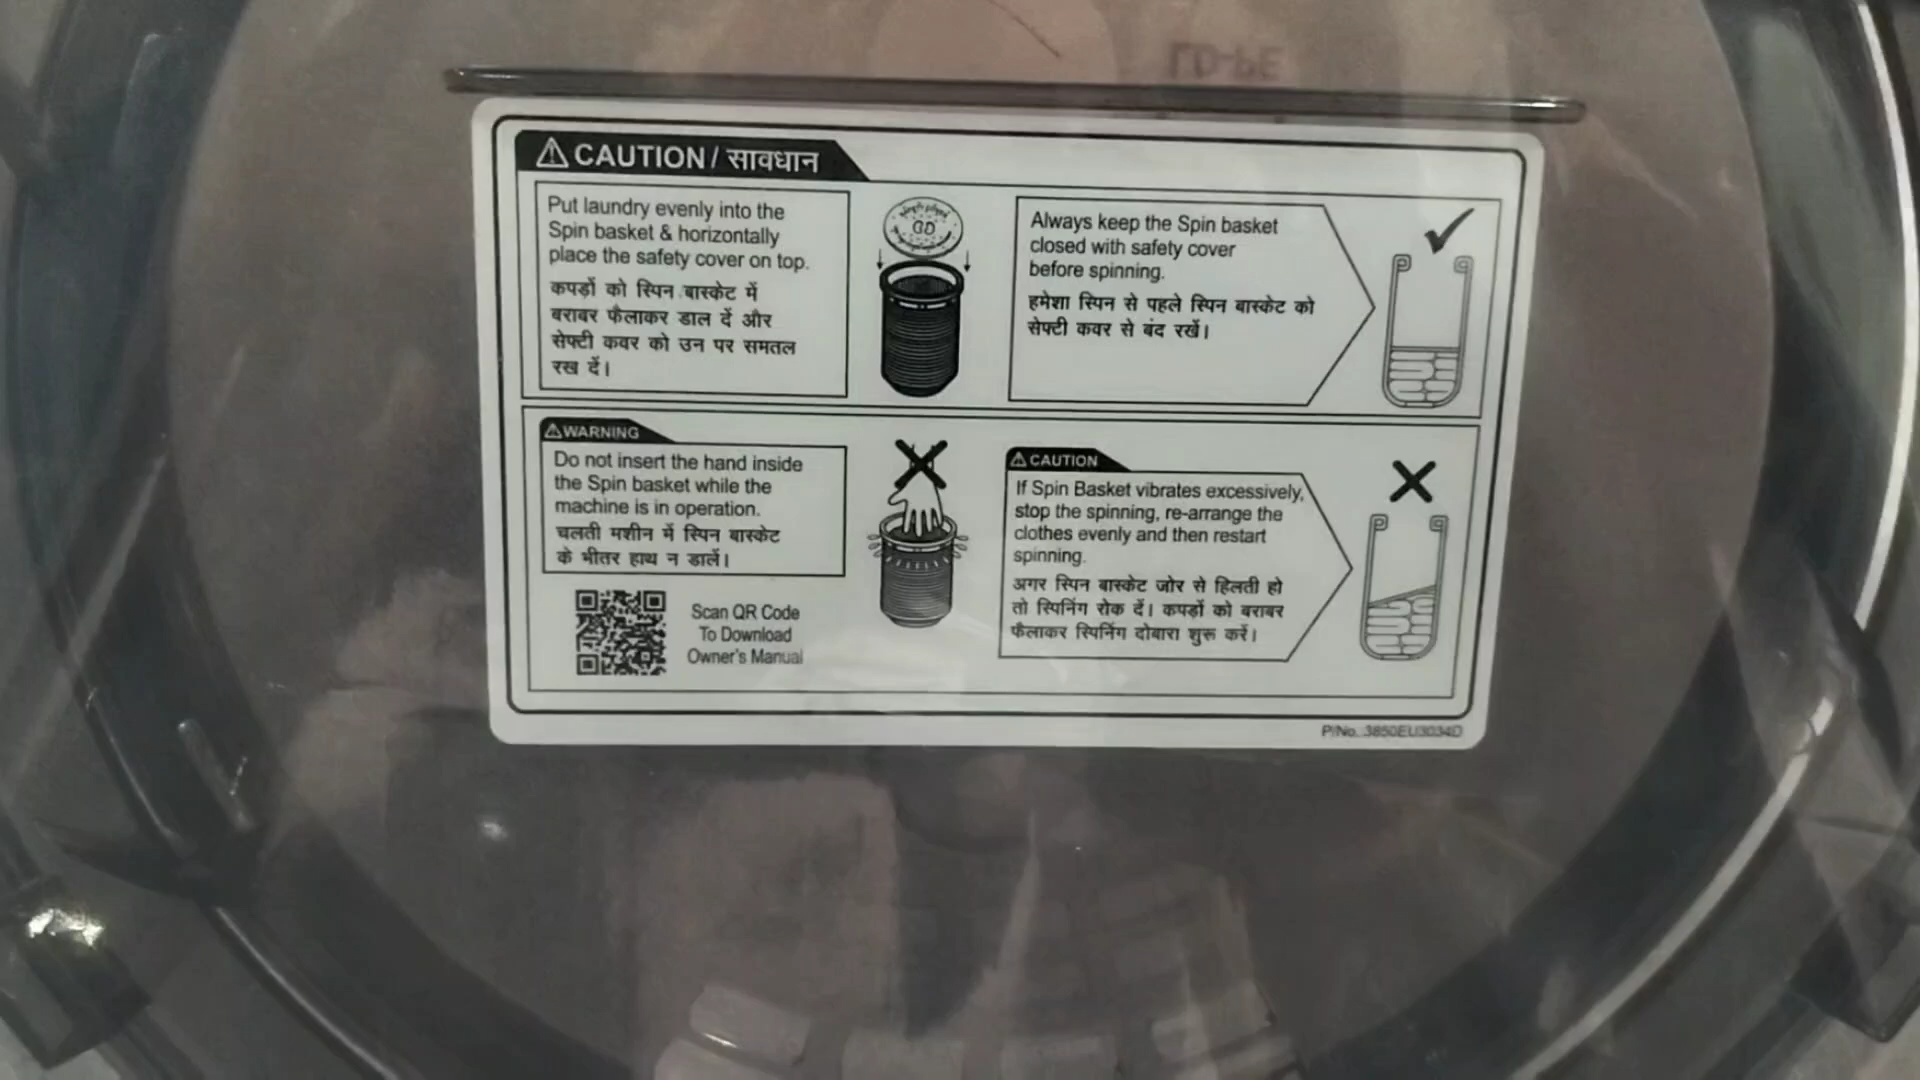 LD-PE
CAUTION / सावधान
Put laundry evenly into the
Spin basket & horizontally
place the safety cover on top.
कपड़ों को स्पिन बास्केट में
बराबर फैलाकर डाल दें और
सेफ्टी कवर को उन पर समतल
रख दें।
Always keep the Spin basket
closed with safety cover
before spinning.
हमेशा स्पिन से पहले स्पिन बास्केट को
सेफ्टी कवर से बंद रखें।
WARNING
Do not insert the hand inside
the Spin basket while the
machine is in operation.
चलती मशीन में स्पिन बास्केट
के भीतर हाथ न डालें।
Scan QR Code
To Download
Owner's Manual
CAUTION
If Spin Basket vibrates excessively,
stop the spinning, re-arrange the
clothes evenly and then restart
spinning.
अगर स्पिन बास्केट जोर से हिलती हो
तो स्पिनिंग रोक दें। कपड़ों को बराबर
फैलाकर स्पिनिंग दोबारा शुरू करें।
P/No. 3850EU3034D